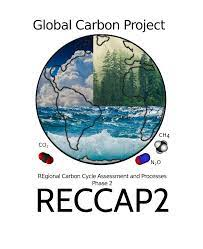 Global Carbon Project
CH₄
CO₂
N₂O
REgional Carbon Cycle Assessment and Processes
Phase 2
RECCAP2